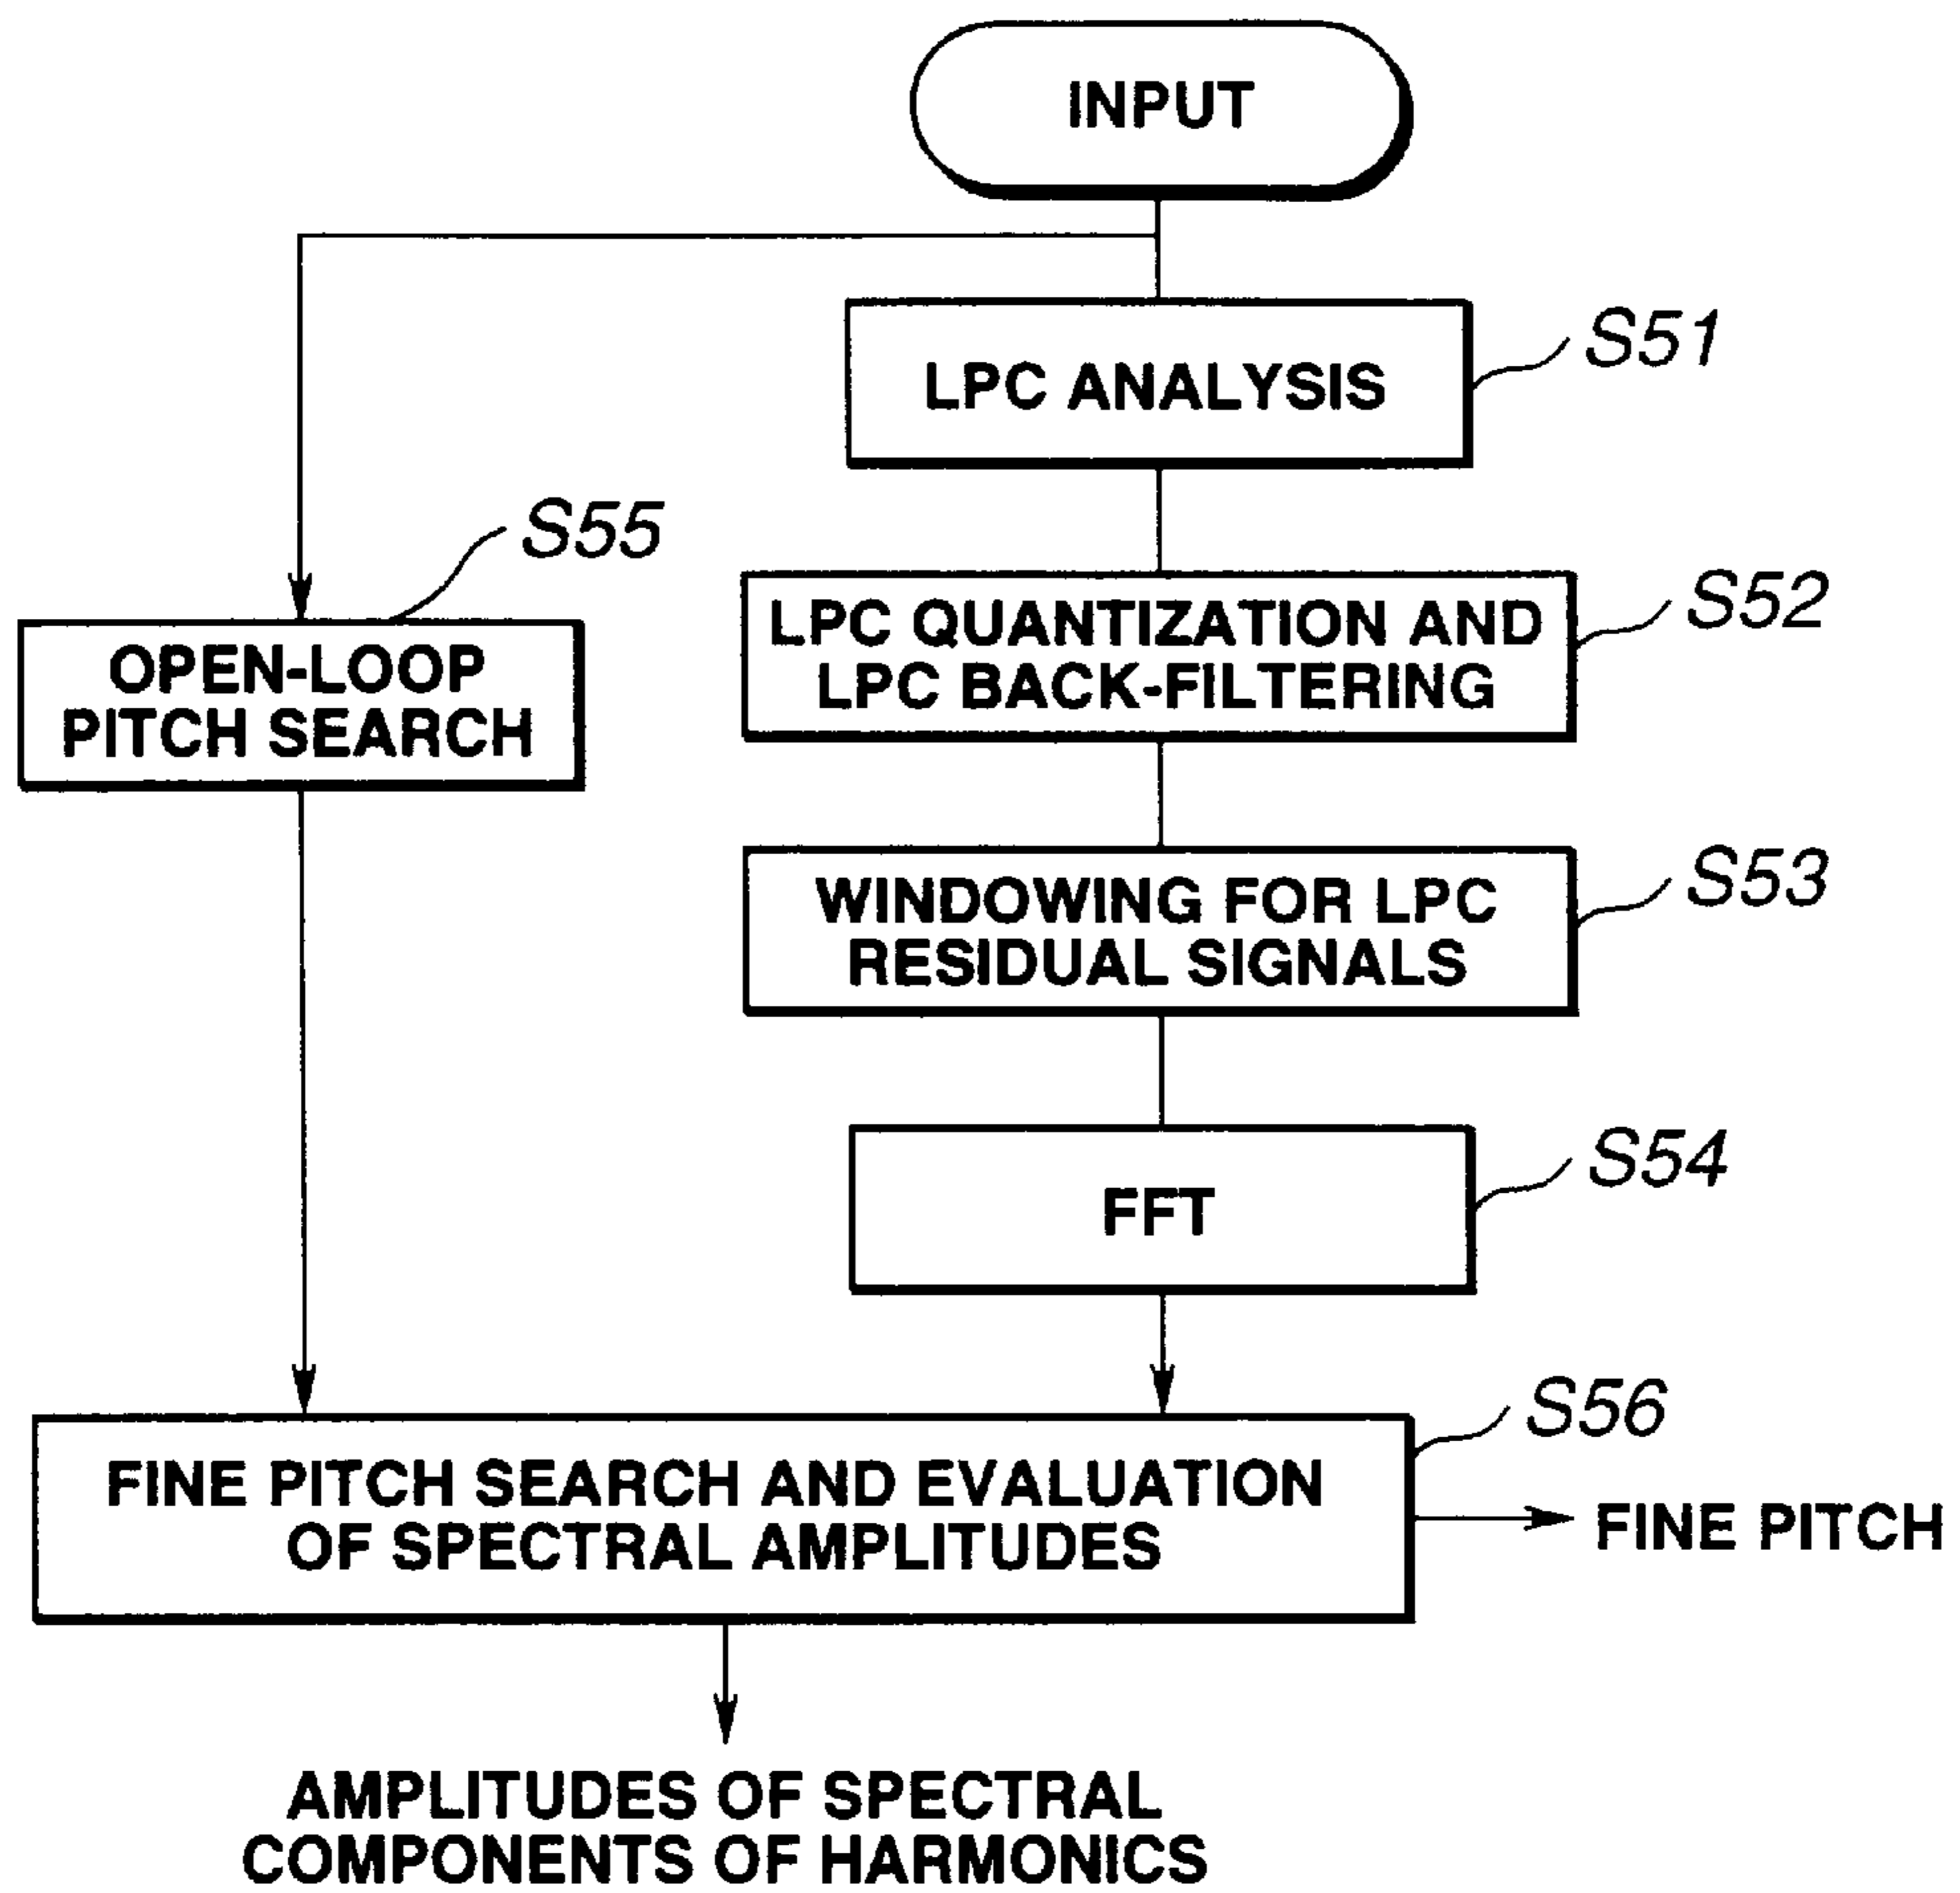 INPUT
LPC ANALYSIS
S51
S55
OPEN-LOOP
PITCH SEARCH
LPC QUANTIZATION AND
LPC BACK-FILTERING
S52
WINDOWING FOR LPC
RESIDUAL SIGNALS
S53
FFT
S54
FINE PITCH SEARCH AND EVALUATION
OF SPECTRAL AMPLITUDES
S56
FINE PITCH
AMPLITUDES OF SPECTRAL
COMPONENTS OF HARMONICS